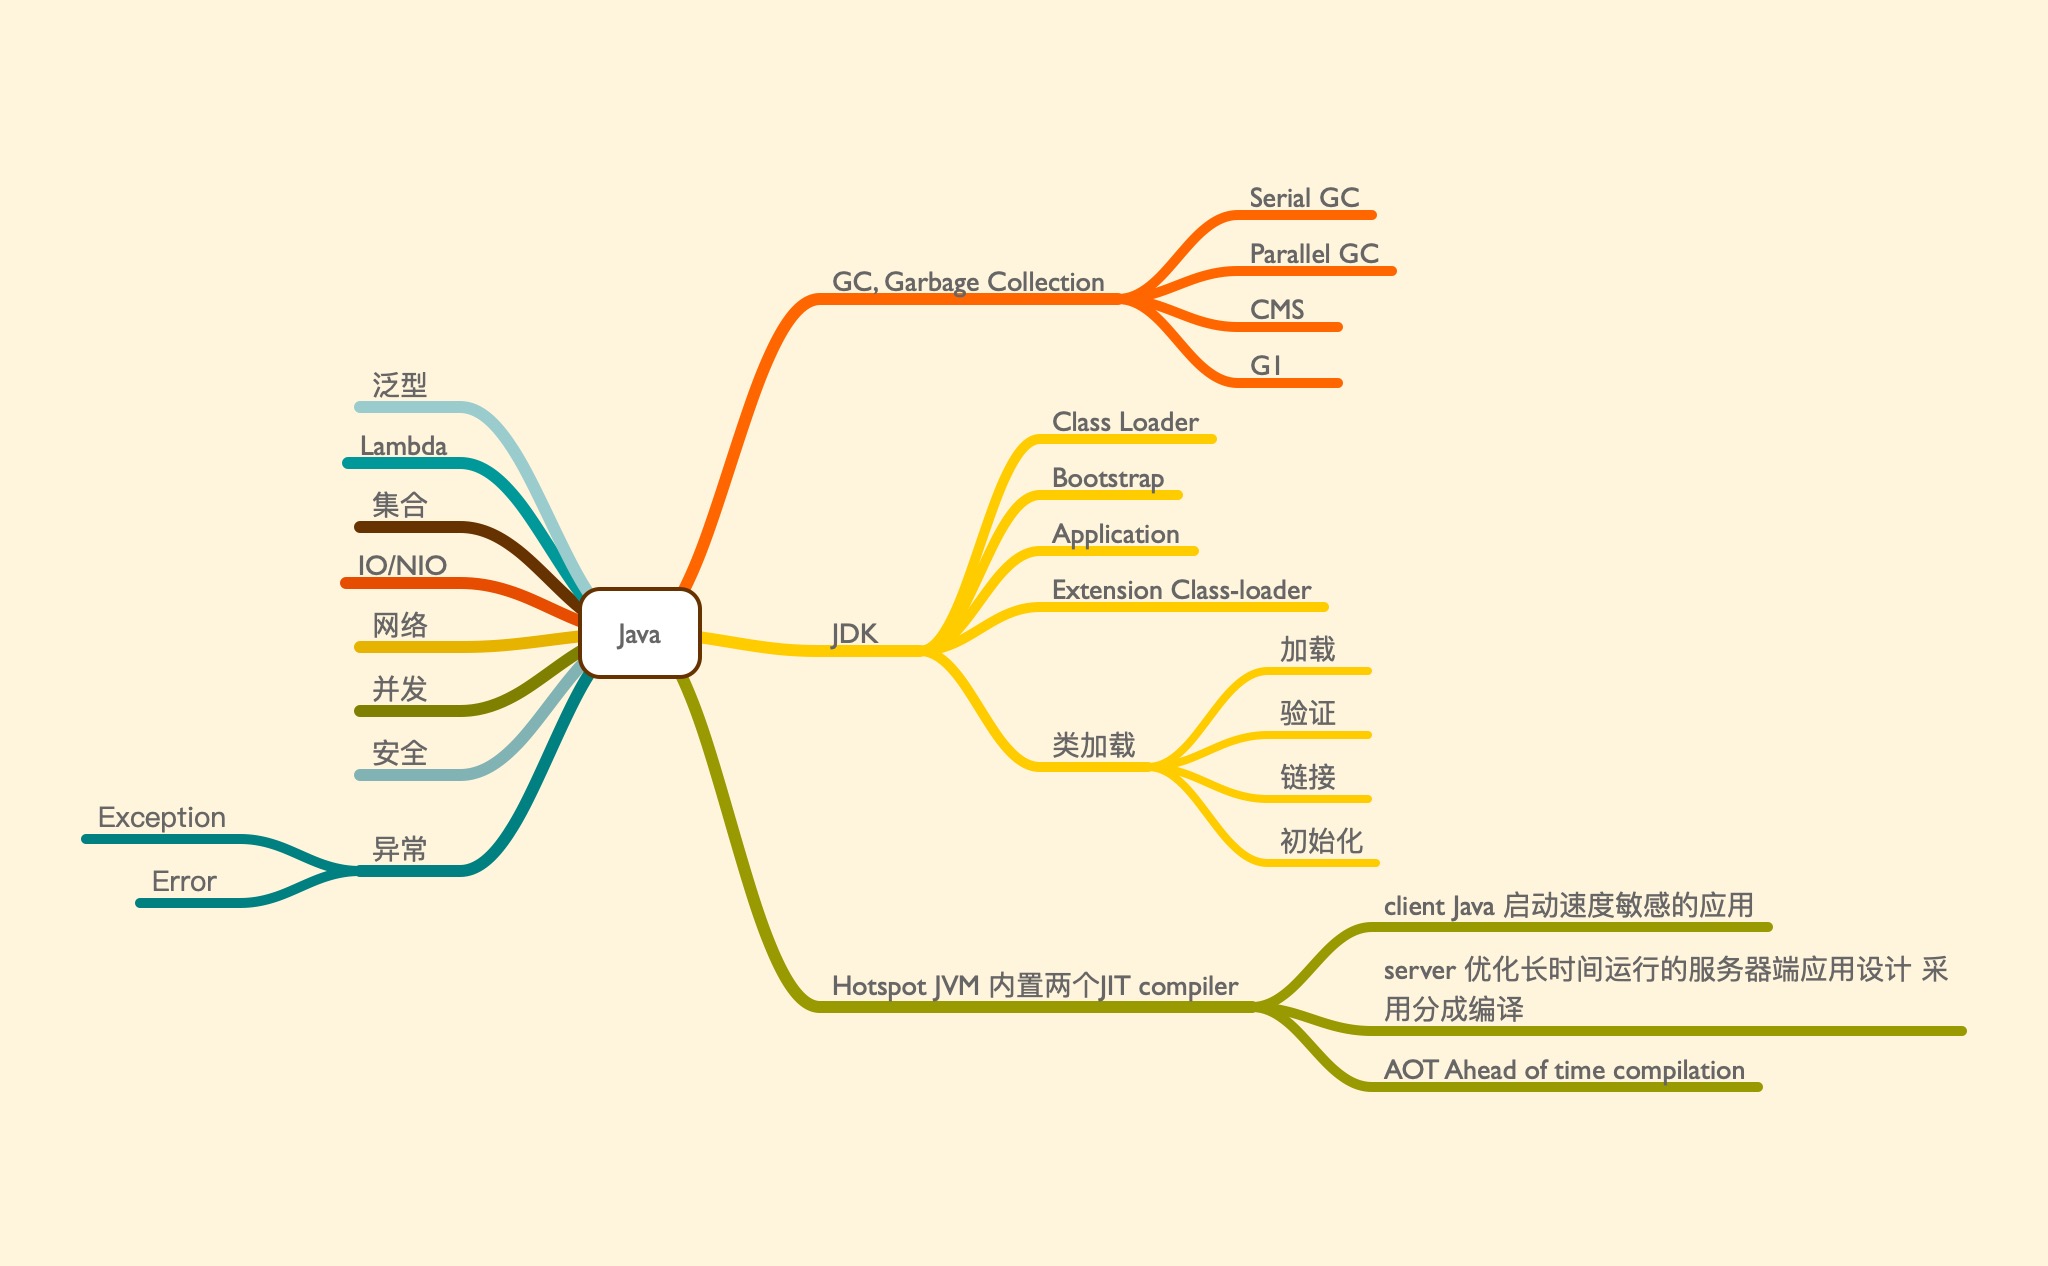 Java
GC, Garbage Collection
Serial GC
Parallel GC
CMS
G1
JDK
Class Loader
Bootstrap
Application
Extension Class-loader
类加载
加载
验证
链接
初始化
Hotspot JVM 内置两个JIT compiler
client Java 启动速度敏感的应用
server 优化长时间运行的服务器端应用设计 采
用分成编译
AOT Ahead of time compilation
泛型
Lambda
集合
IO/NIO
网络
并发
安全
异常
Exception
Error